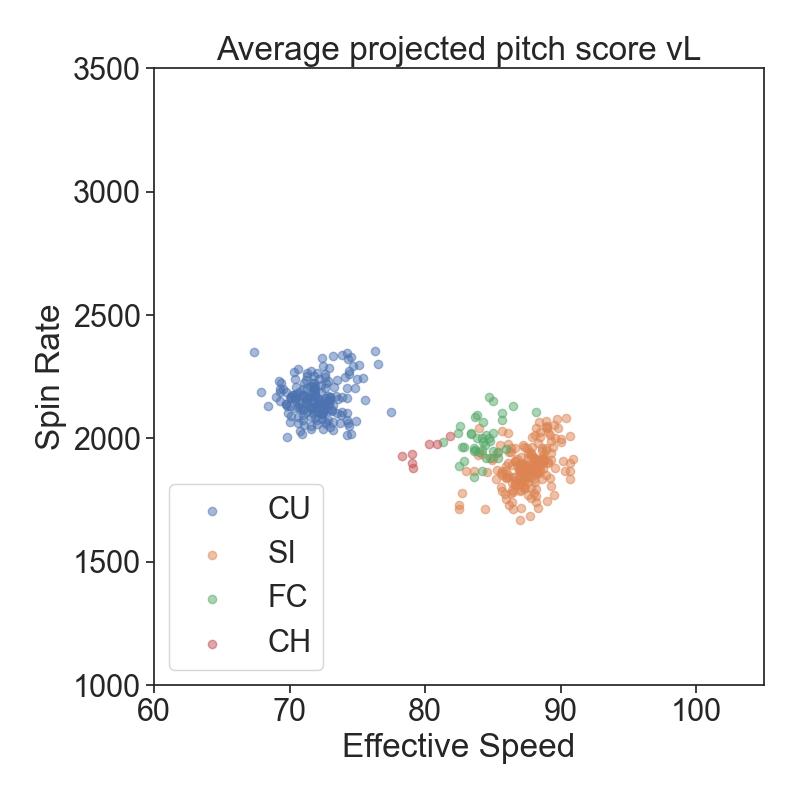 Average projected pitch score vL
3500
3000
2500
2000
1500
1000
Spin Rate
CU
SI
FC
CH
60 70 80 90 100
Effective Speed